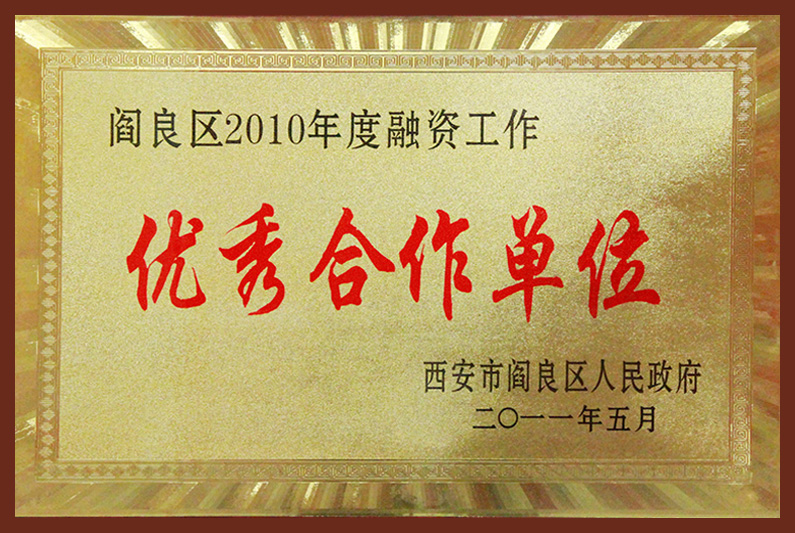 阎良区2010年度融资工作
优秀合作单位
西安市阎良区人民政府
二〇一一年五月